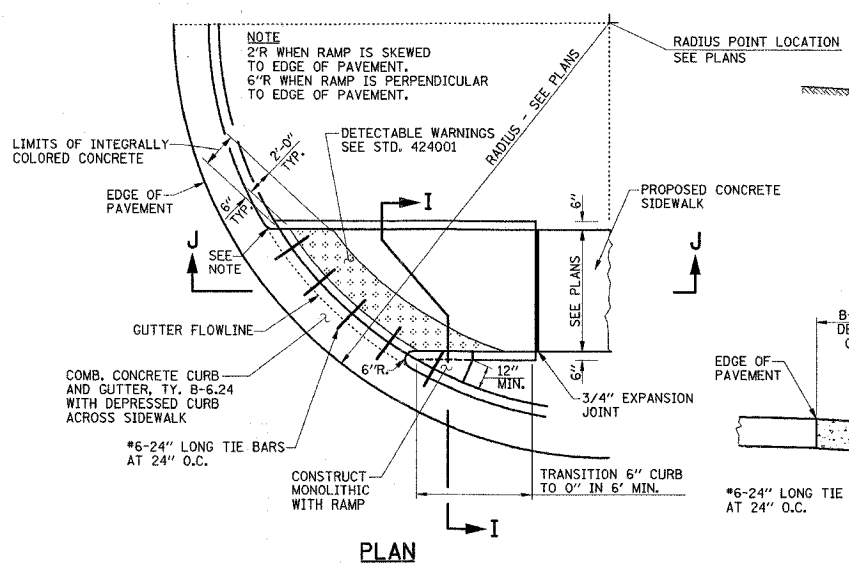 NOTE
2'R WHEN RAMP IS SKEWED
TO EDGE OF PAVEMENT.
6"R WHEN RAMP IS PERPENDICULAR
TO EDGE OF PAVEMENT.
RADIUS POINT LOCATION
SEE PLANS
RADIUS - SEE PLANS
LIMITS OF INTEGRALLY
COLORED CONCRETE
2'-0"
TYP.
DETECTABLE WARNINGS
SEE STD. 424001
EDGE OF
PAVEMENT
6"
TYP.
I
6"
PROPOSED CONCRETE
SIDEWALK
J
SEE
NOTE
SEE PLANS
J
GUTTER FLOWLINE
COMB. CONCRETE CURB
AND GUTTER, TY. B-6.24
WITH DEPRESSED CURB
ACROSS SIDEWALK
6"R.
12"
MIN.
6"
3/4" EXPANSION
JOINT
#6-24" LONG TIE BARS
AT 24" O.C.
CONSTRUCT
MONOLITHIC
WITH RAMP
TRANSITION 6" CURB
TO 0" IN 6' MIN.
I
PLAN
B-
DE
EDGE OF
PAVEMENT
#6-24" LONG TIE
AT 24" O.C.